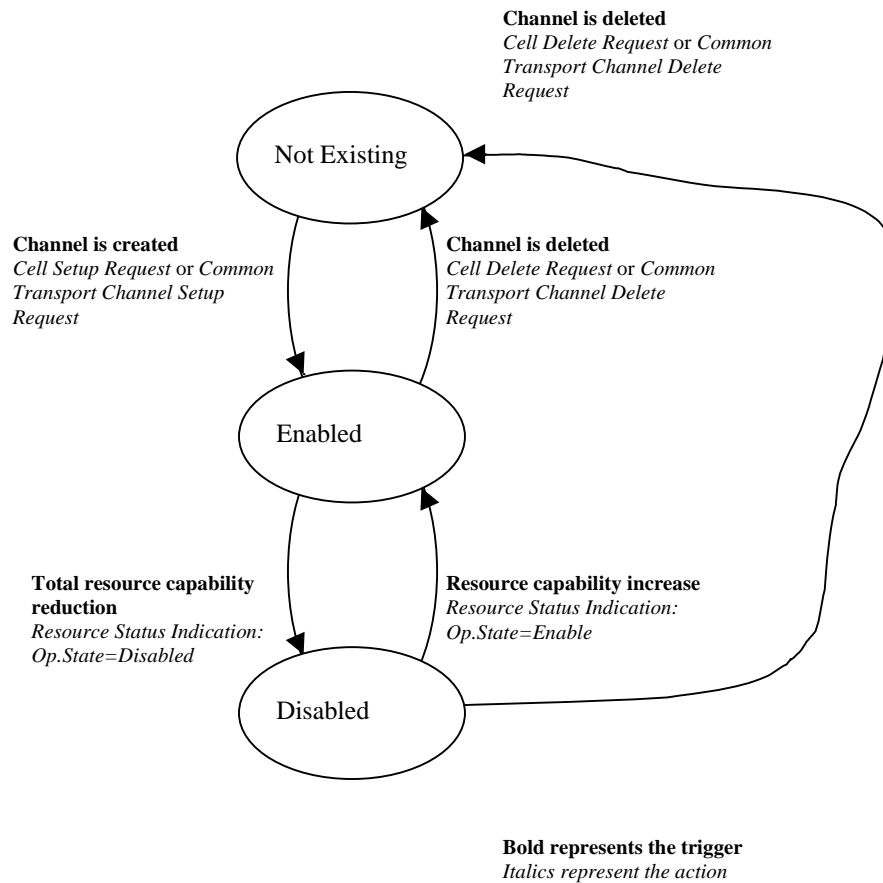 Channel is deleted
Cell Delete Request or Common
Transport Channel Delete
Request
Not Existing
Channel is created
Cell Setup Request or Common
Transport Channel Setup
Request
Channel is deleted
Cell Delete Request or Common
Transport Channel Delete
Request
Enabled
Total resource capability
reduction
Resource Status Indication:
Op.State=Disabled
Resource capability increase
Resource Status Indication:
Op.State=Enable
Disabled
Bold represents the trigger
Italics represent the action